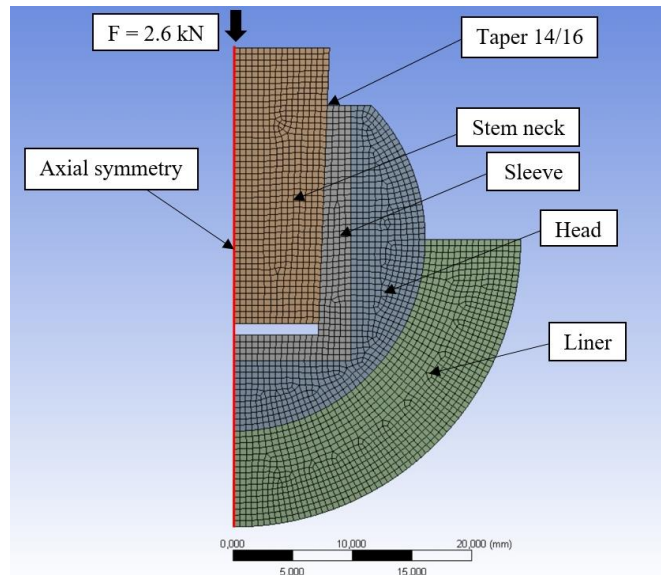 F = 2.6 kN
Taper 14/16
Stem neck
Axial symmetry
Sleeve
Head
Liner
0,000 10,000 20,000 (mm)
5,000 15,000